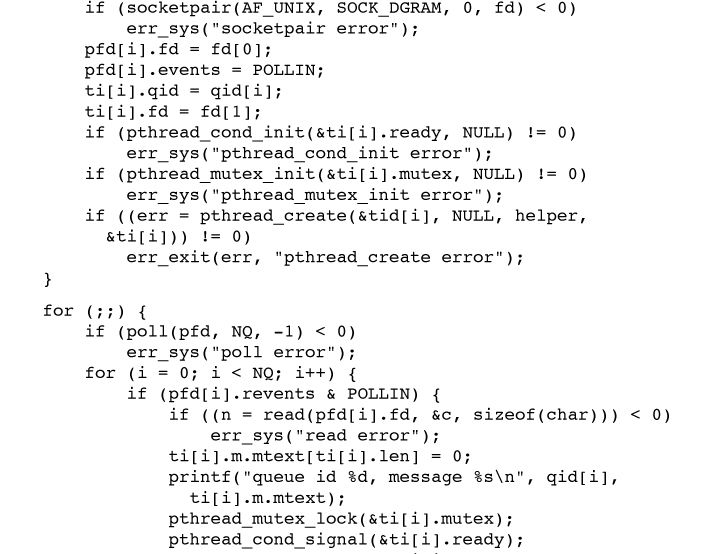 if (socketpair(AF_UNIX, SOCK_DGRAM, 0, fd) < 0)
err_sys("socketpair error");
pfd[i].fd = fd[0];
pfd[i].events = POLLIN;
ti[i].qid = qid[i];
ti[i].fd = fd[1];
if (pthread_cond_init(&ti[i].ready, NULL) != 0)
err_sys("pthread_cond_init error");
if (pthread_mutex_init(&ti[i].mutex, NULL) != 0)
err_sys("pthread_mutex_init error");
if ((err = pthread_create(&tid[i], NULL, helper,
&ti[i])) != 0)
err_exit(err, "pthread_create error");
}
for (;;) {
if (poll(pfd, NQ, -1) < 0)
err_sys("poll error");
for (i = 0; i < NQ; i++) {
if (pfd[i].revents & POLLIN) {
if ((n = read(pfd[i].fd, &c, sizeof(char))) < 0)
err_sys("read error");
ti[i].m.mtext[ti[i].len] = 0;
printf("queue id %d, message %s\n", qid[i],
ti[i].m.mtext);
pthread_mutex_lock(&ti[i].mutex);
pthread_cond_signal(&ti[i].ready);